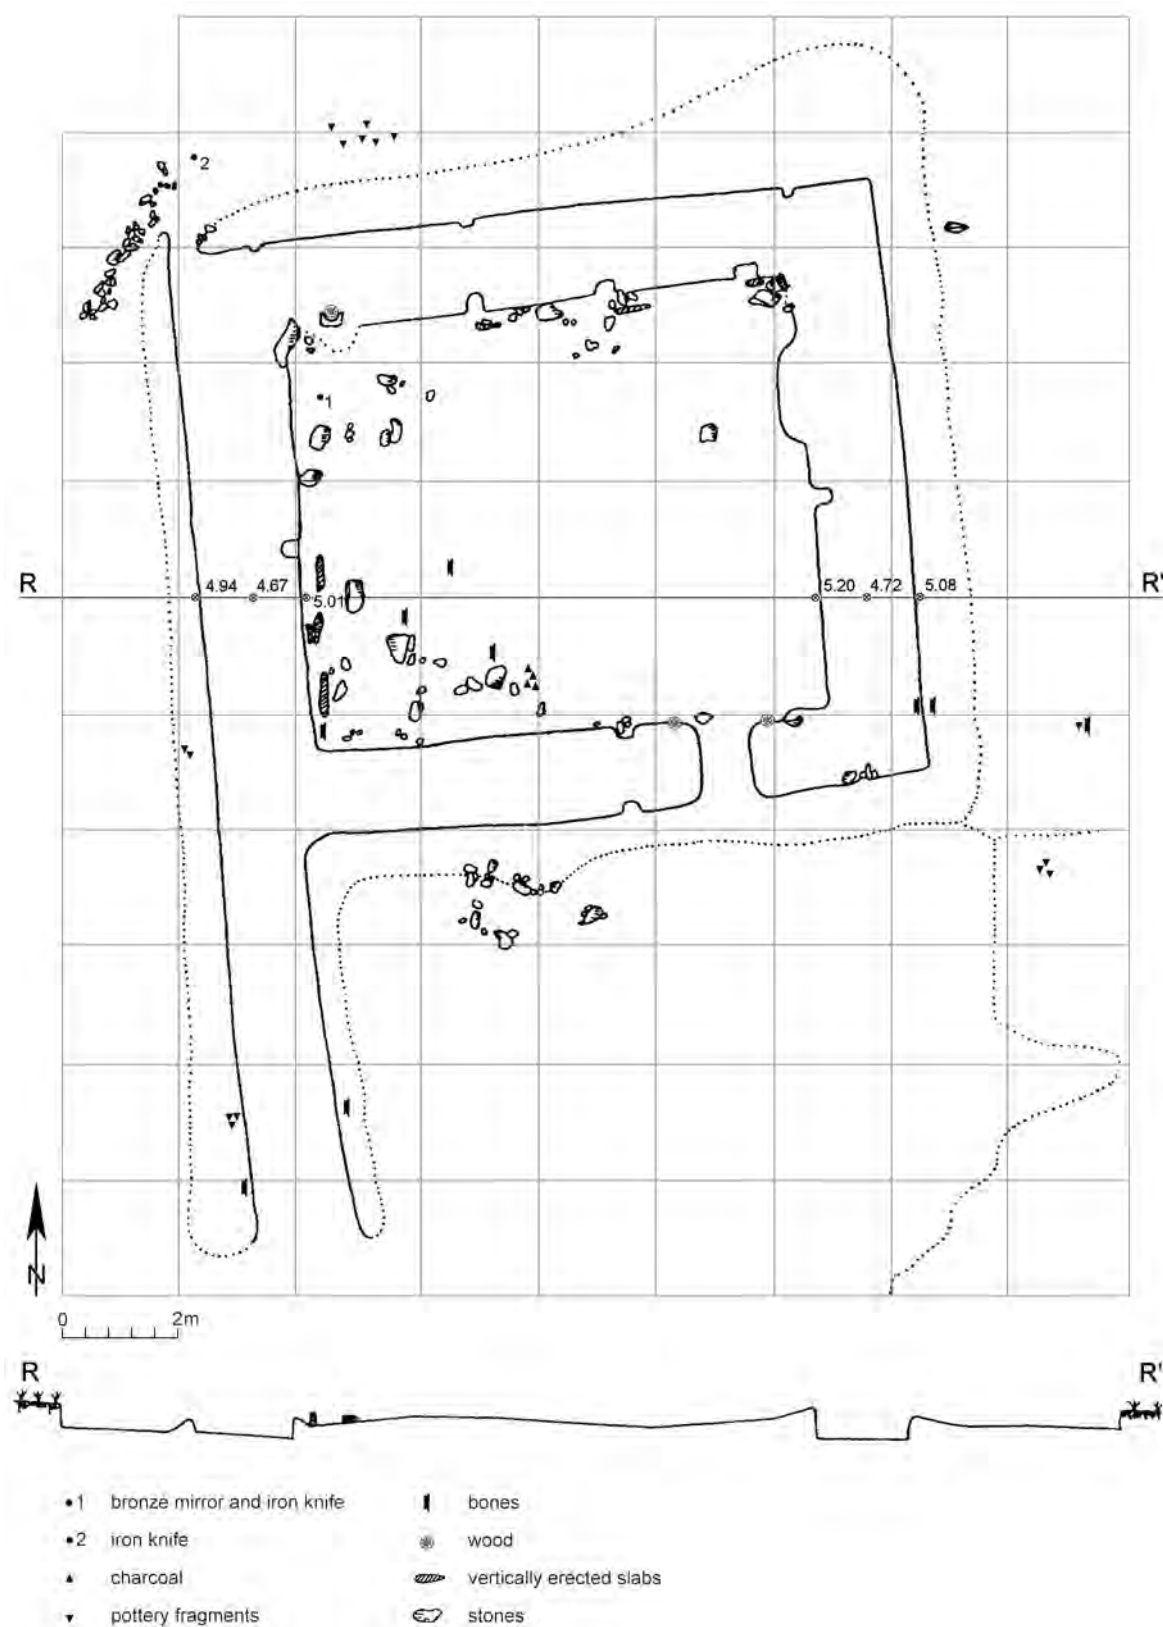 2
1
R 4.94 4.67 5.01 5.20 4.72 5.08 R'
N
0 2m
R R'
•1 bronze mirror and iron knife
•2 iron knife
charcoal
pottery fragments
bones
wood
vertically erected slabs
stones